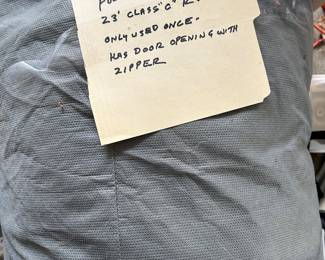 23' CLASS "C" R
ONLY USED ONCE -
HAS DOOR OPENING WITH
ZIPPER